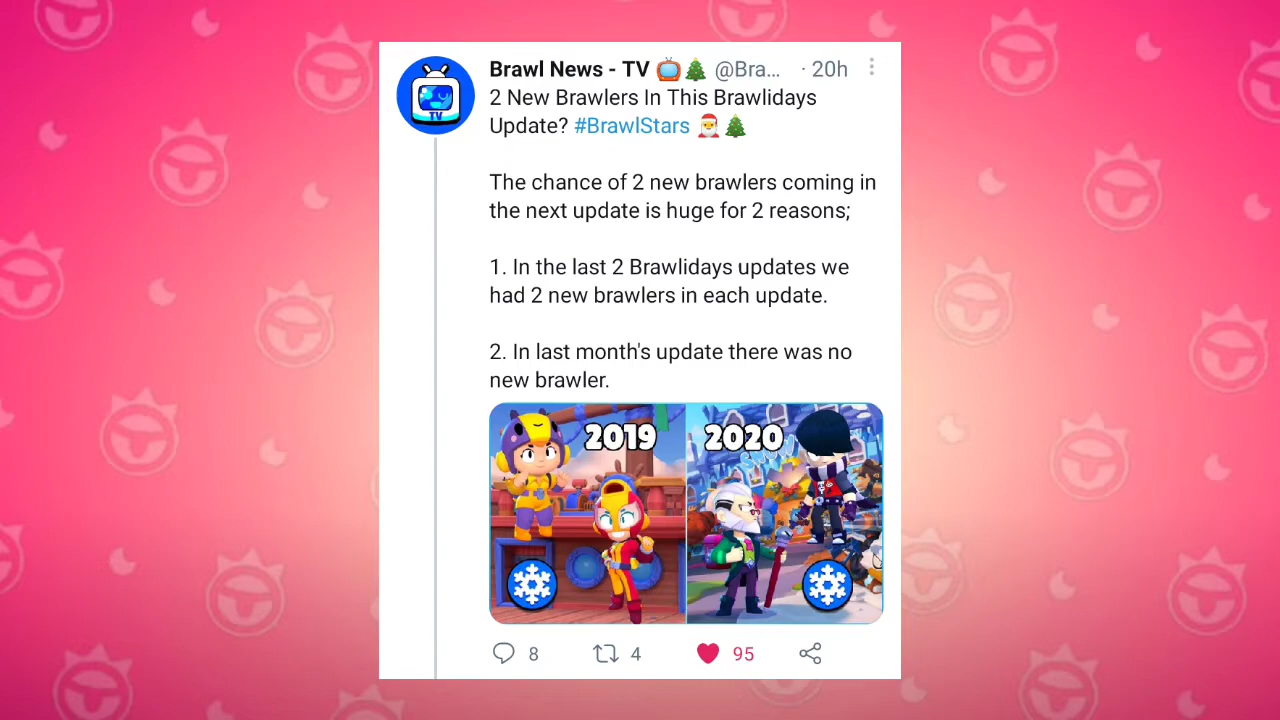 Brawl News - TV 📺🎄 @Bra... · 20h
2 New Brawlers In This Brawlidays
Update? #BrawlStars 🎅🎄
The chance of 2 new brawlers coming in
the next update is huge for 2 reasons;
1. In the last 2 Brawlidays updates we
had 2 new brawlers in each update.
2. In last month's update there was no
new brawler.
2019
2020
8
4
95
TV